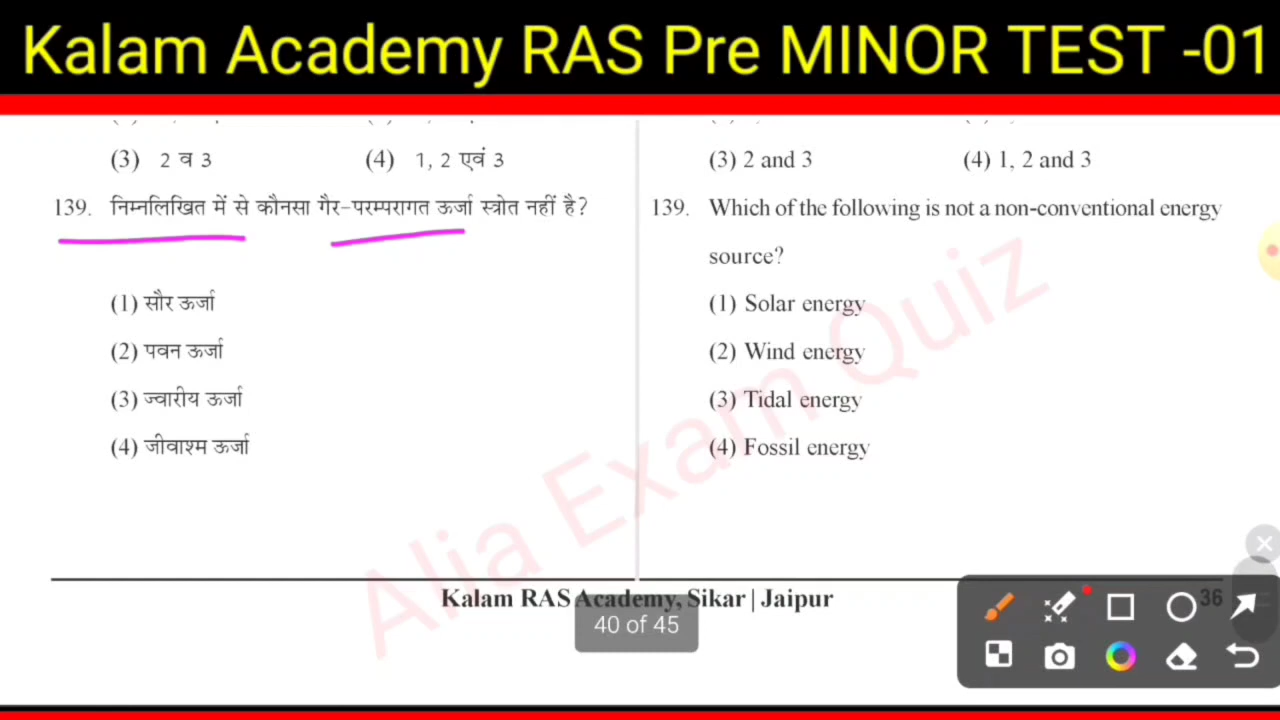 Kalam Academy RAS Pre MINOR TEST -01
(3) 2 व 3 (4) 1, 2 एवं 3
139. निम्नलिखित में से कौनसा गैर-परम्परागत ऊर्जा स्त्रोत नहीं है?
(1) सौर ऊर्जा
(2) पवन ऊर्जा
(3) ज्वारीय ऊर्जा
(4) जीवाश्म ऊर्जा
(3) 2 and 3 (4) 1, 2 and 3
139. Which of the following is not a non-conventional energy
source?
(1) Solar energy
(2) Wind energy
(3) Tidal energy
(4) Fossil energy
Alia Exam Quiz
Kalam RAS Academy, Sikar | Jaipur
36
40 of 45